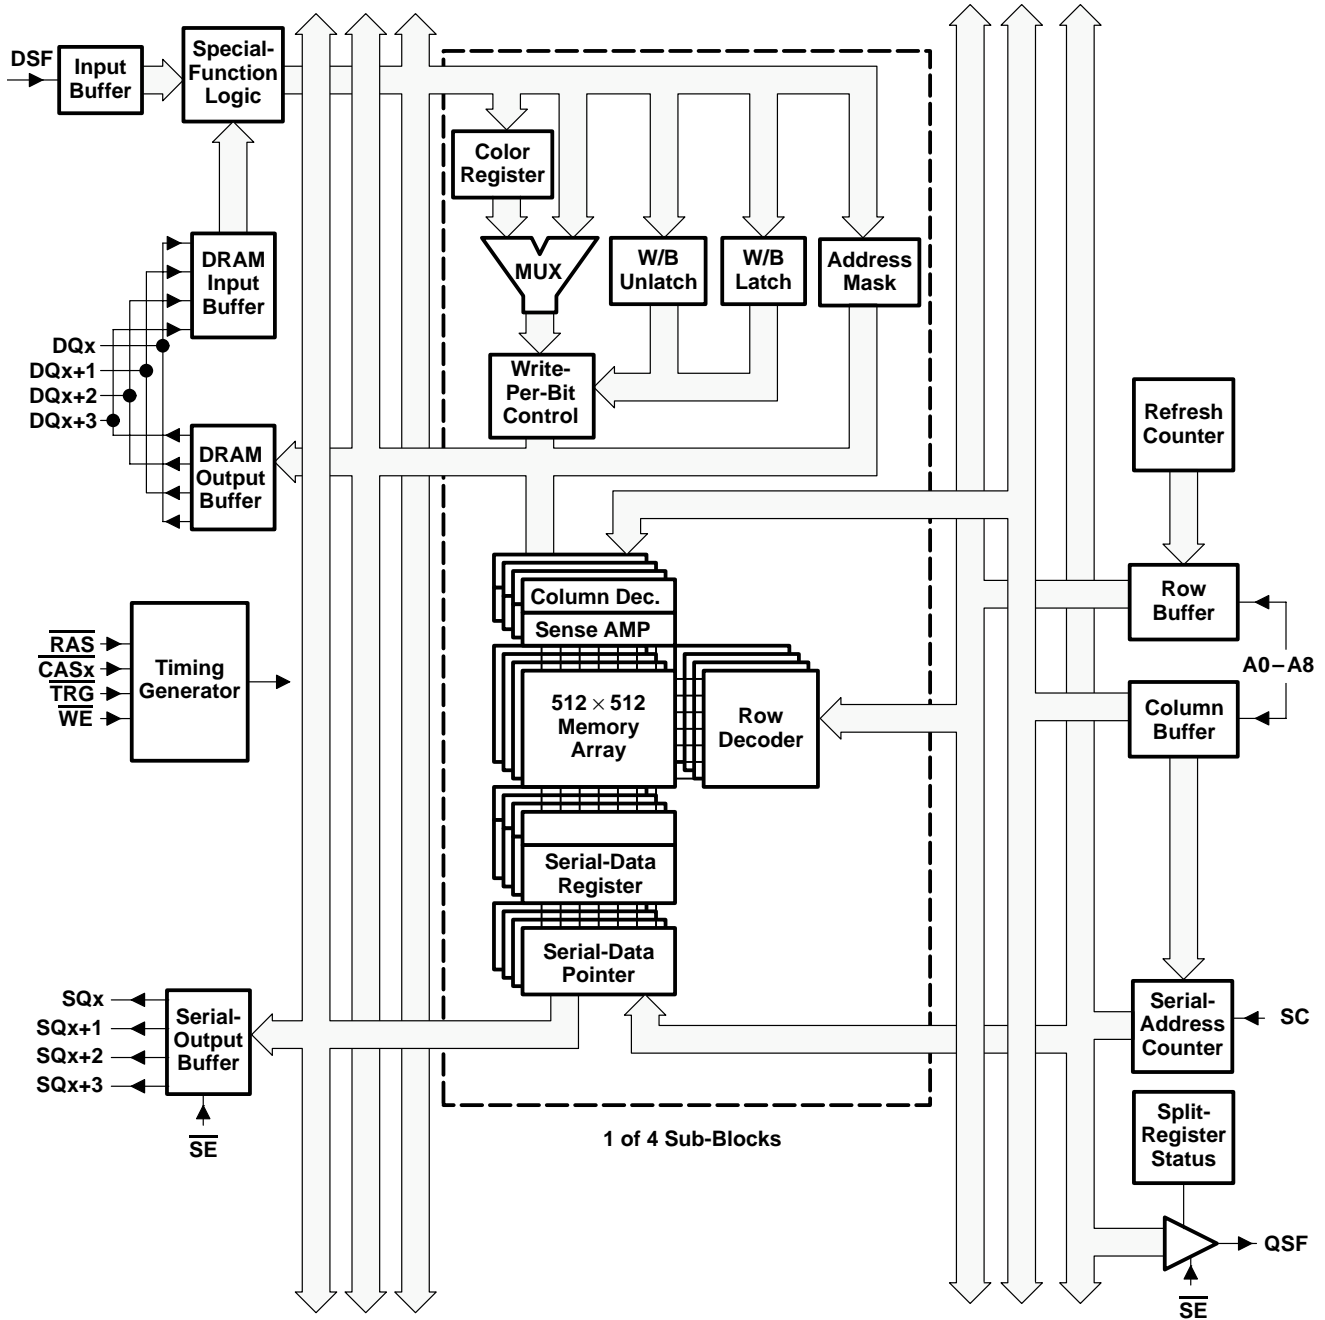 DSF
Input
Buffer
Special-
Function
Logic
Color
Register
MUX
W/B
Unlatch
W/B
Latch
Address
Mask
DRAM
Input
Buffer
DQx
DQx+1
DQx+2
DQx+3
Write-
Per-Bit
Control
DRAM
Output
Buffer
Refresh
Counter
Row
Buffer
A0–A8
Column
Buffer
Column Dec.
Sense AMP
RAS
CASx
TRG
WE
Timing
Generator
512 × 512
Memory
Array
Row
Decoder
Serial-Data
Register
Serial-Data
Pointer
SQx
SQx+1
SQx+2
SQx+3
Serial-
Output
Buffer
SE
Serial-
Address
Counter
SC
1 of 4 Sub-Blocks
Split-
Register
Status
QSF
SE